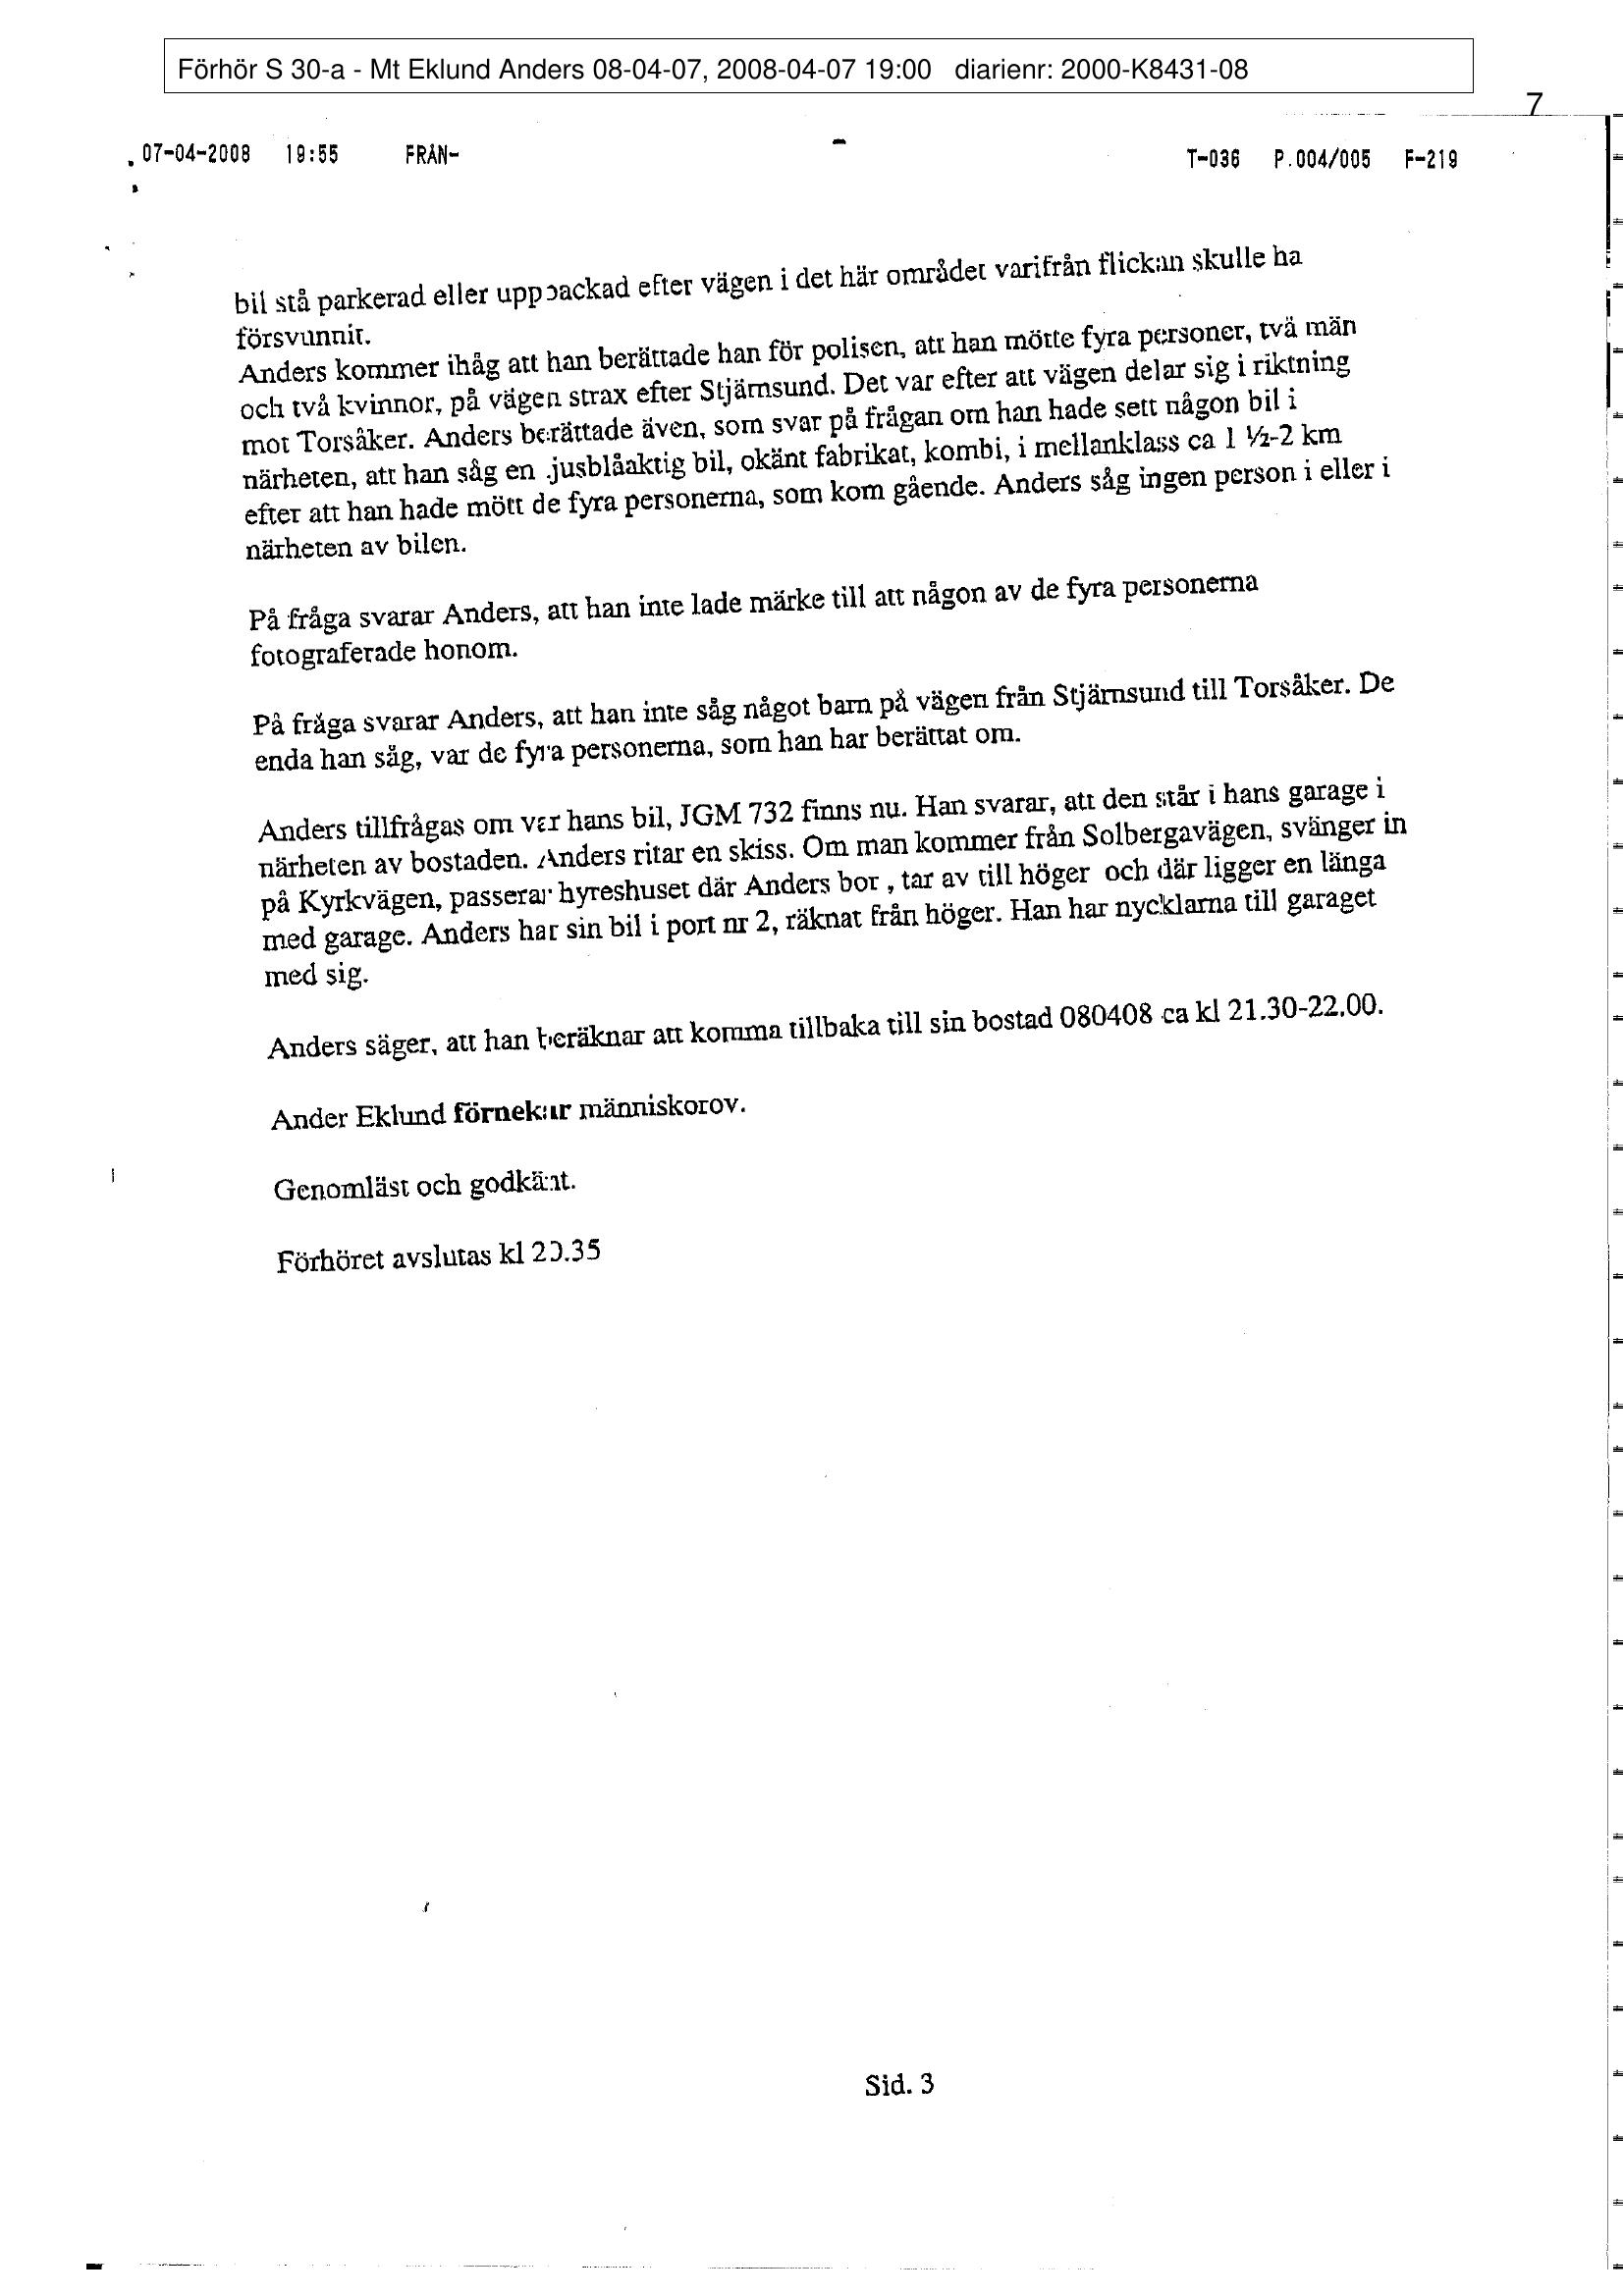 Förhör S 30-a - Mt Eklund Anders 08-04-07, 2008-04-07 19:00 diarienr: 2000-K8431-08
7
07-04-2008 19:55 FRÅN- T-036 P.004/005 F-219
bil stå parkerad eller uppbackad efter vägen i det här området varifrån flickan skulle ha
försvunnit.
Anders kommer ihåg att han berättade han för polisen, att han mötte fyra personer, två män
och två kvinnor, på vägen strax efter Stjärnsund. Det var efter att vägen delar sig i riktning
mot Torsåker. Anders berättade även, som svar på frågan om han hade sett någon bil i
närheten, att han såg en ljusblåaktig bil, okänt fabrikat, kombi, i mellanklass ca 1 ½-2 km
efter att han hade mött de fyra personerna, som kom gående. Anders såg ingen person i eller i
närheten av bilen.
På fråga svarar Anders, att han inte lade märke till att någon av de fyra personerna
fotograferade honom.
På fråga svarar Anders, att han inte såg något barn på vägen från Stjärnsund till Torsåker. De
enda han såg, var de fyra personerna, som han har berättat om.
Anders tillfrågas om var hans bil, JGM 732 finns nu. Han svarar, att den står i hans garage i
närheten av bostaden. Anders ritar en skiss. Om man kommer från Solbergavägen, svänger in
på Kyrkvägen, passerar hyreshuset där Anders bor , tar av till höger och där ligger en länga
med garage. Anders har sin bil i port nr 2, räknat från höger. Han har nycklarna till garaget
med sig.
Anders säger, att han beräknar att komma tillbaka till sin bostad 080408 ca kl 21.30-22.00.
Ander Eklund förnekar människorov.
Genomläst och godkänt.
Förhöret avslutas kl 20.35
Sid. 3